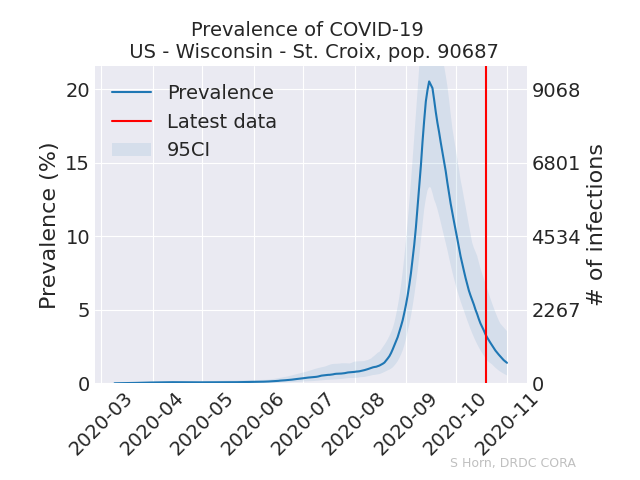 Prevalence of COVID-19
US - Wisconsin - St. Croix, pop. 90687
Prevalence
Latest data
95CI
Prevalence (%)
20
15
10
5
0
9068
6801
4534
2267
0
# of infections
2020-03
2020-04
2020-05
2020-06
2020-07
2020-08
2020-09
2020-10
2020-11
S Horn, DRDC CORA